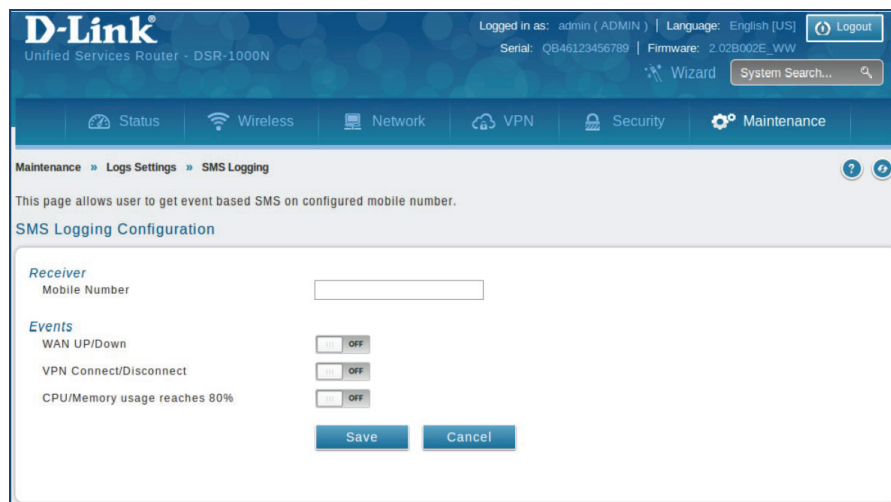 D-Link®
Unified Services Router - DSR-1000N
Logged in as: admin ( ADMIN ) | Language: English [US]
Logout
Serial: QB46123456789 | Firmware: 2.02B002E_WW
Wizard
System Search...
Status
Wireless
Network
VPN
Security
Maintenance
Maintenance » Logs Settings » SMS Logging
?
This page allows user to get event based SMS on configured mobile number.
SMS Logging Configuration
Receiver
Mobile Number
Events
WAN UP/Down
OFF
VPN Connect/Disconnect
OFF
CPU/Memory usage reaches 80%
OFF
Save
Cancel